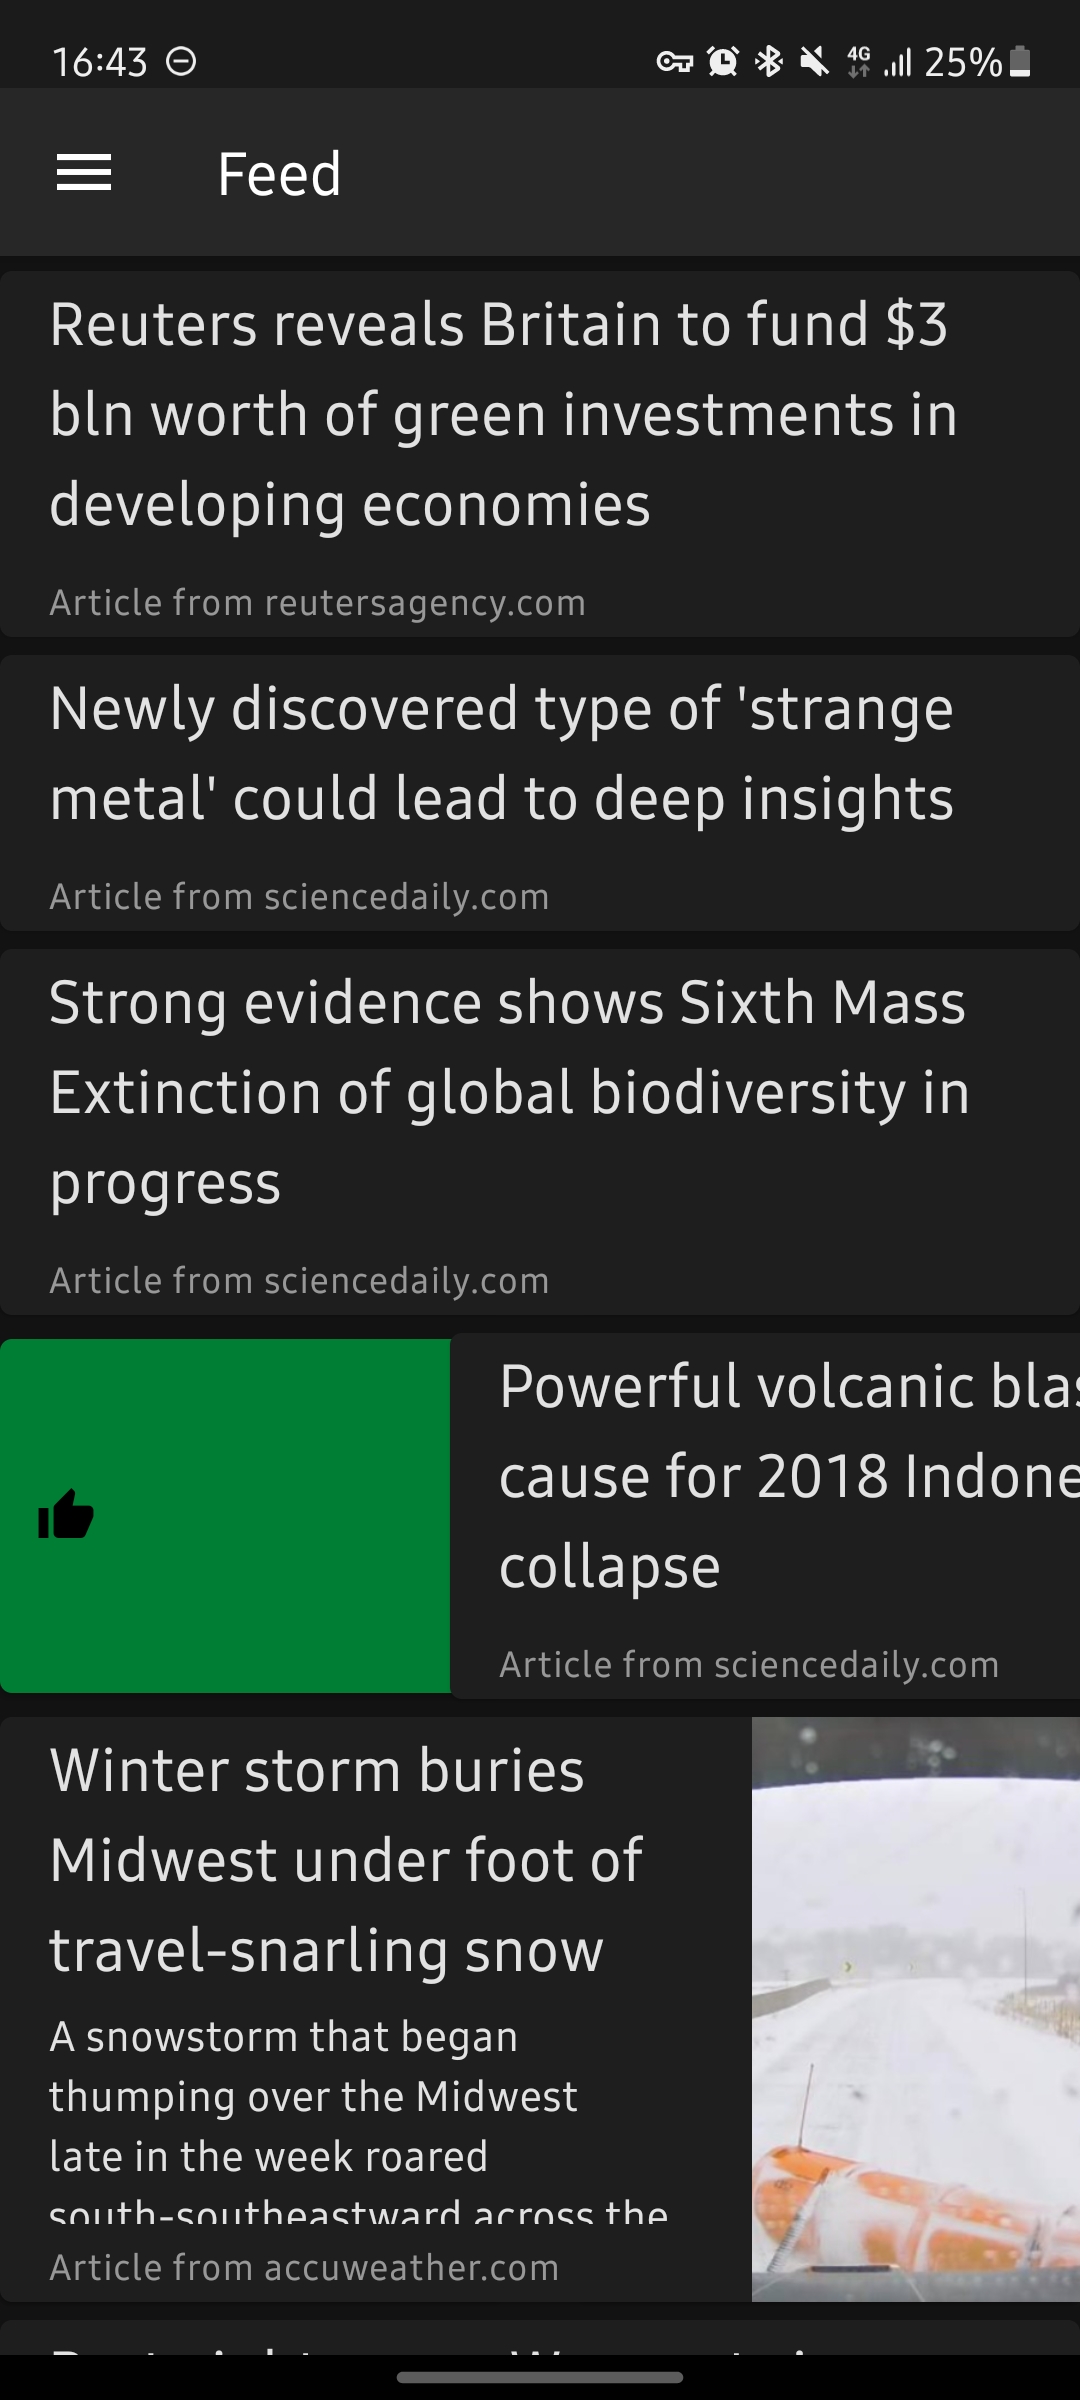 16:43 4G 25%
Feed
Reuters reveals Britain to fund $3
bln worth of green investments in
developing economies
Article from reutersagency.com
Newly discovered type of 'strange
metal' could lead to deep insights
Article from sciencedaily.com
Strong evidence shows Sixth Mass
Extinction of global biodiversity in
progress
Article from sciencedaily.com
Powerful volcanic
cause for 2018
collapse
Article from sciencedaily.com
Winter storm buries
Midwest under foot of
travel-snarling snow
A snowstorm that began
thumping over the Midwest
late in the week roared
south-southeastward across the
Article from accuweather.com